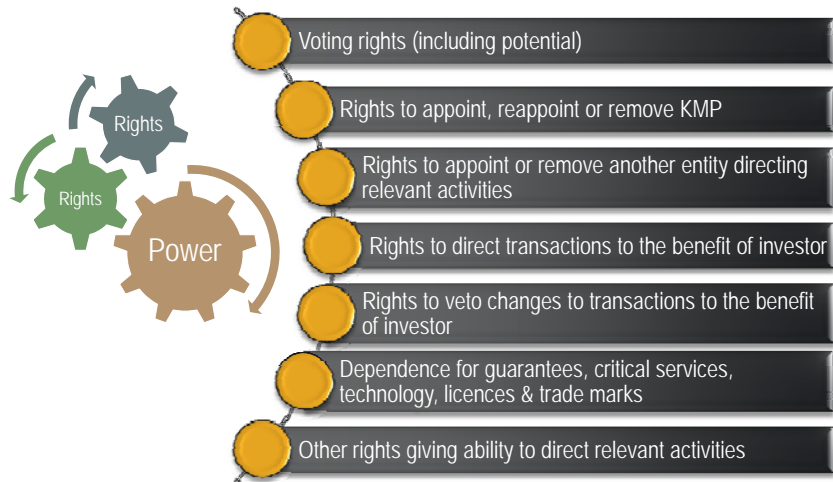 Rights
Rights
Power
Voting rights (including potential)
Rights to appoint, reappoint or remove KMP
Rights to appoint or remove another entity directing
relevant activities
Rights to direct transactions to the benefit of investor
Rights to veto changes to transactions to the benefit
of investor
Dependence for guarantees, critical services,
technology, licences & trade marks
Other rights giving ability to direct relevant activities